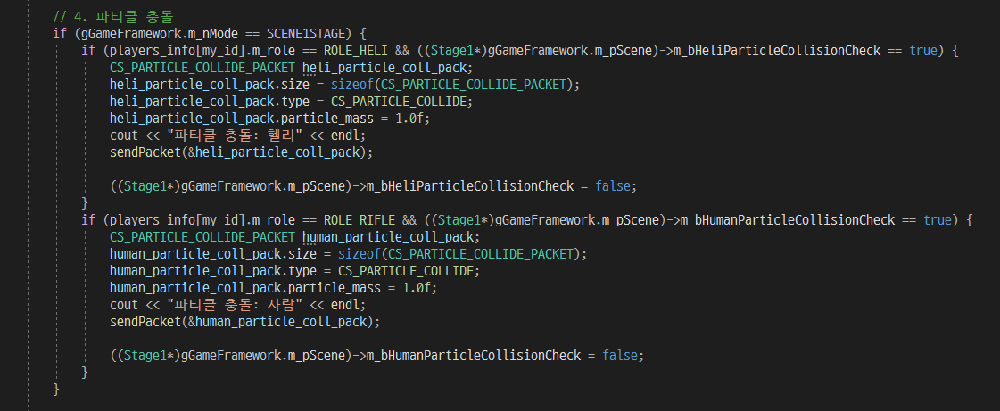 // 4. 파티클 충돌
if (gGameFramework.m_nMode == SCENE1STAGE) {
if (players_info[my_id].m_role == ROLE_HELI && ((Stage1*)gGameFramework.m_pScene)->m_bHeliParticleCollisionCheck == true) {
CS_PARTICLE_COLLIDE_PACKET heli_particle_coll_pack;
heli_particle_coll_pack.size = sizeof(CS_PARTICLE_COLLIDE_PACKET);
heli_particle_coll_pack.type = CS_PARTICLE_COLLIDE;
heli_particle_coll_pack.particle_mass = 1.0f;
cout << "파티클 충돌: 헬리" << endl;
sendPacket(&heli_particle_coll_pack);
((Stage1*)gGameFramework.m_pScene)->m_bHeliParticleCollisionCheck = false;
}
if (players_info[my_id].m_role == ROLE_RIFLE && ((Stage1*)gGameFramework.m_pScene)->m_bHumanParticleCollisionCheck == true) {
CS_PARTICLE_COLLIDE_PACKET human_particle_coll_pack;
human_particle_coll_pack.size = sizeof(CS_PARTICLE_COLLIDE_PACKET);
human_particle_coll_pack.type = CS_PARTICLE_COLLIDE;
human_particle_coll_pack.particle_mass = 1.0f;
cout << "파티클 충돌: 사람" << endl;
sendPacket(&human_particle_coll_pack);
((Stage1*)gGameFramework.m_pScene)->m_bHumanParticleCollisionCheck = false;
}
}